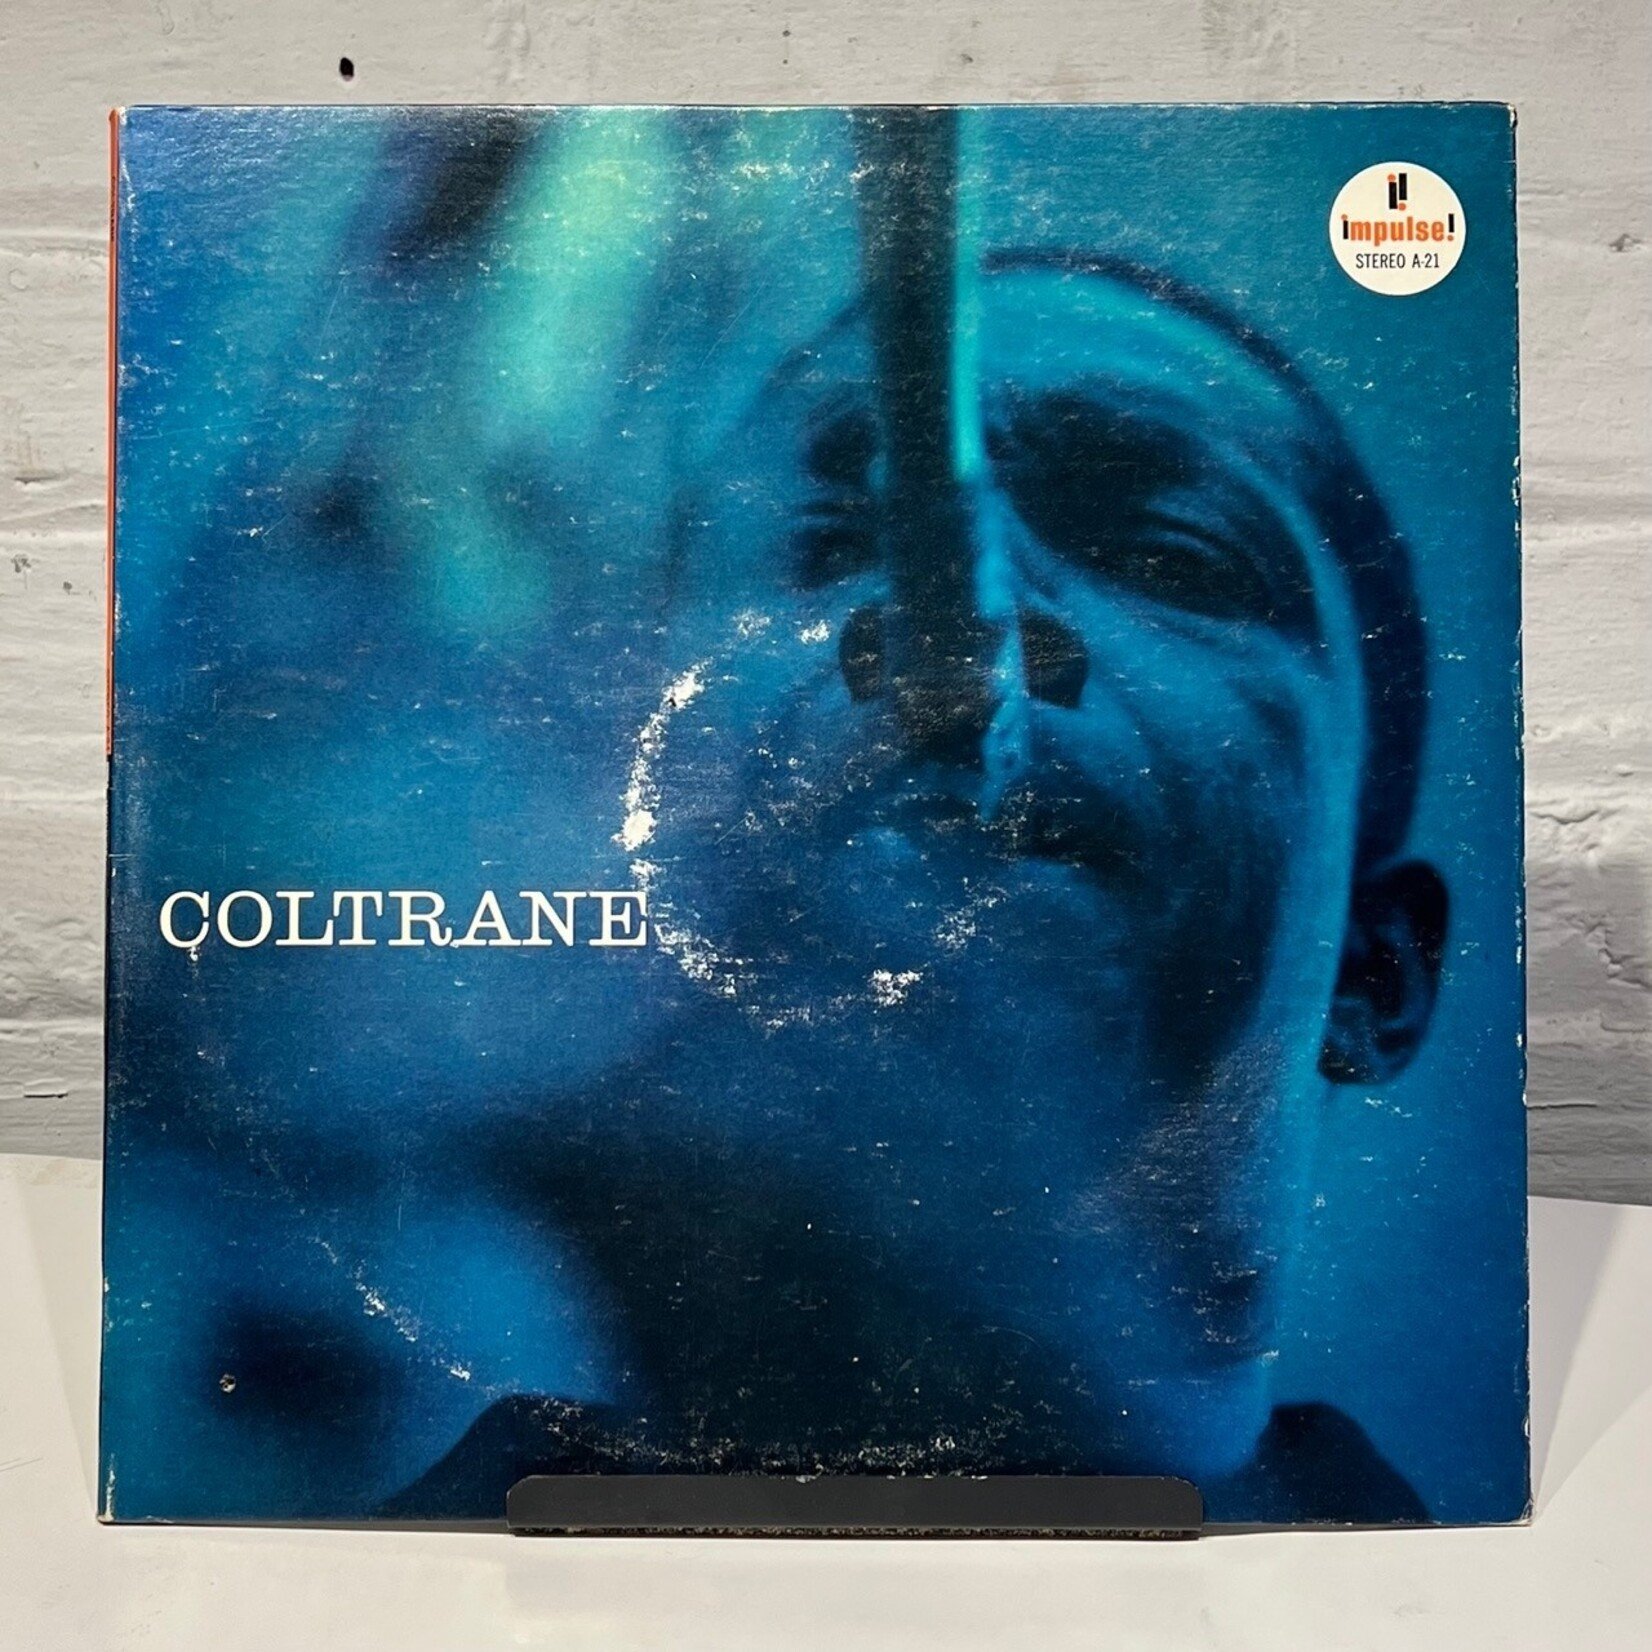 impulse!
STEREO A-21
COLTRANE